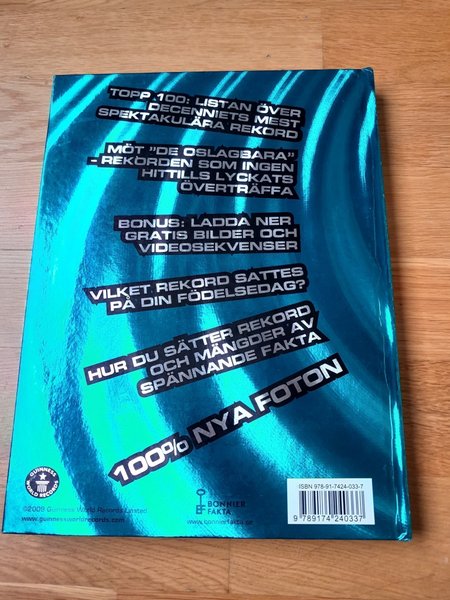 TOPP 100: LISTAN ÖVER
DECENNIETS MEST
SPEKTAKULÄRA REKORD
MÖT "DE OSLAGBARA"
- REKORDEN SOM INGEN
HITTILLS LYCKATS
ÖVERTRÄFFA
BONUS: LADDA NER
GRATIS BILDER OCH
VIDEOSEKVENSER
VILKET REKORD SATTES
PÅ DIN FÖDELSEDAG?
HUR DU SÄTTER REKORD
OCH MÄNGDER AV
SPÄNNANDE FAKTA
100% NYA FOTON
GUINNESS
WORLD RECORDS
©2009 Guinness World Records Limited
www.guinnessworldrecords.com
BONNIER
FAKTA
www.bonnierfakta.se
ISBN 978-91-7424-033-7
9 789174 240337